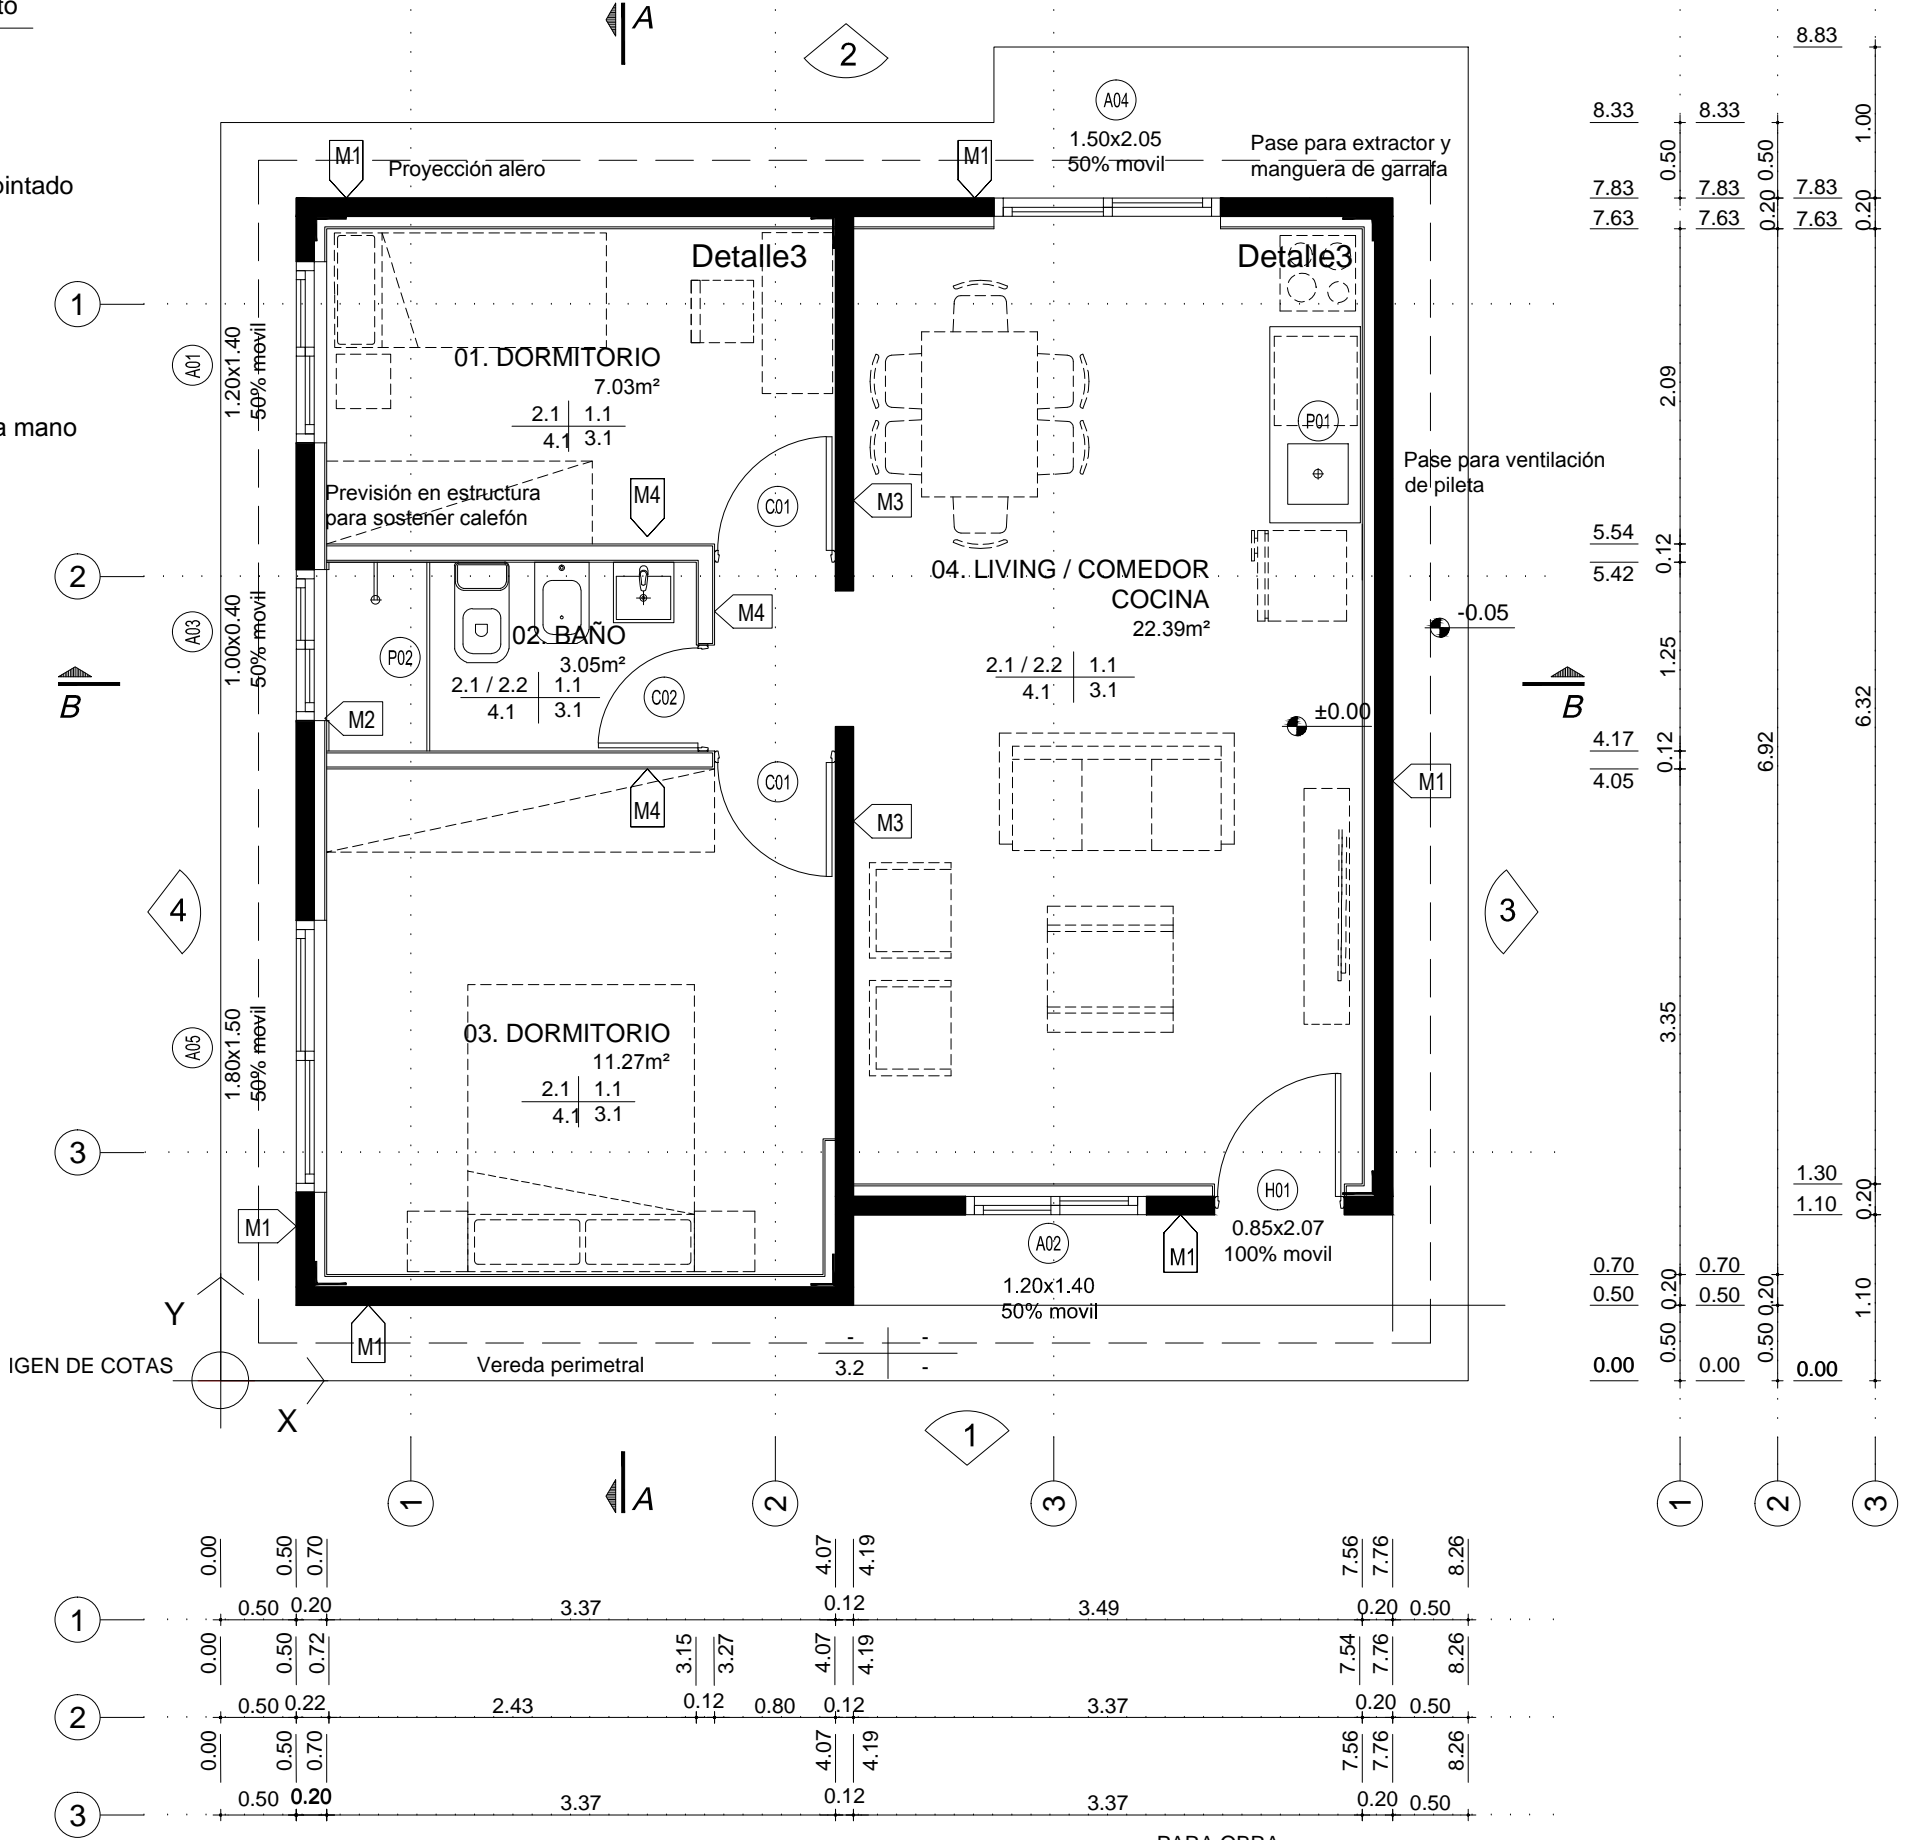 A
2
8.83
A04
8.33
8.33
1.00
1.50x2.05
50% movil
Pase para extractor y
manguera de garrafa
M1
Proyección alero
M1
0.50
0.50
pintado
7.83
7.83
7.83
7.63
7.63
0.20
7.63
0.20
Detalle3
Detalle3
1
A01
1.20x1.40
50% movil
01. DORMITORIO
7.03m²
2.1
1.1
4.1
3.1
2.09
a mano
P01
Pase para ventilación
de pileta
Previsión en estructura
para sostener calefón
M4
C01
M3
5.54
0.12
5.42
2
04. LIVING / COMEDOR
COCINA
22.39m²
2.1 / 2.2
1.1
4.1
3.1
A03
1.00x0.40
50% movil
M4
-0.05
02. BAÑO
3.05m²
P02
2.1 / 2.2
1.1
4.1
3.1
C02
M2
1.25
B
B
±0.00
6.32
4.17
0.12
4.05
6.92
M4
C01
M3
M1
4
3
A05
1.80x1.50
50% movil
03. DORMITORIO
11.27m²
2.1
1.1
4.1
3.1
3.35
3
H01
0.85x2.07
100% movil
1.30
1.10
0.20
M1
A02
M1
1.20x1.40
50% movil
0.70
0.70
0.50
0.50
0.20
0.20
1.10
Y
M1
0.50
0.50
-
-
3.2
-
IGEN DE COTAS
Vereda perimetral
0.00
0.00
0.00
X
1
A
1
2
3
1
2
3
0.00
0.50
0.70
4.07
4.19
7.56
7.76
8.26
1
0.50
0.20
3.37
0.12
3.49
0.20
0.50
0.00
0.50
0.72
3.15
3.27
4.07
4.19
7.54
7.76
8.26
2
0.50
0.22
2.43
0.12
0.80
0.12
3.37
0.20
0.50
0.00
0.50
0.70
4.07
4.19
7.56
7.76
8.26
3
0.50
0.20
3.37
0.12
3.37
0.20
0.50